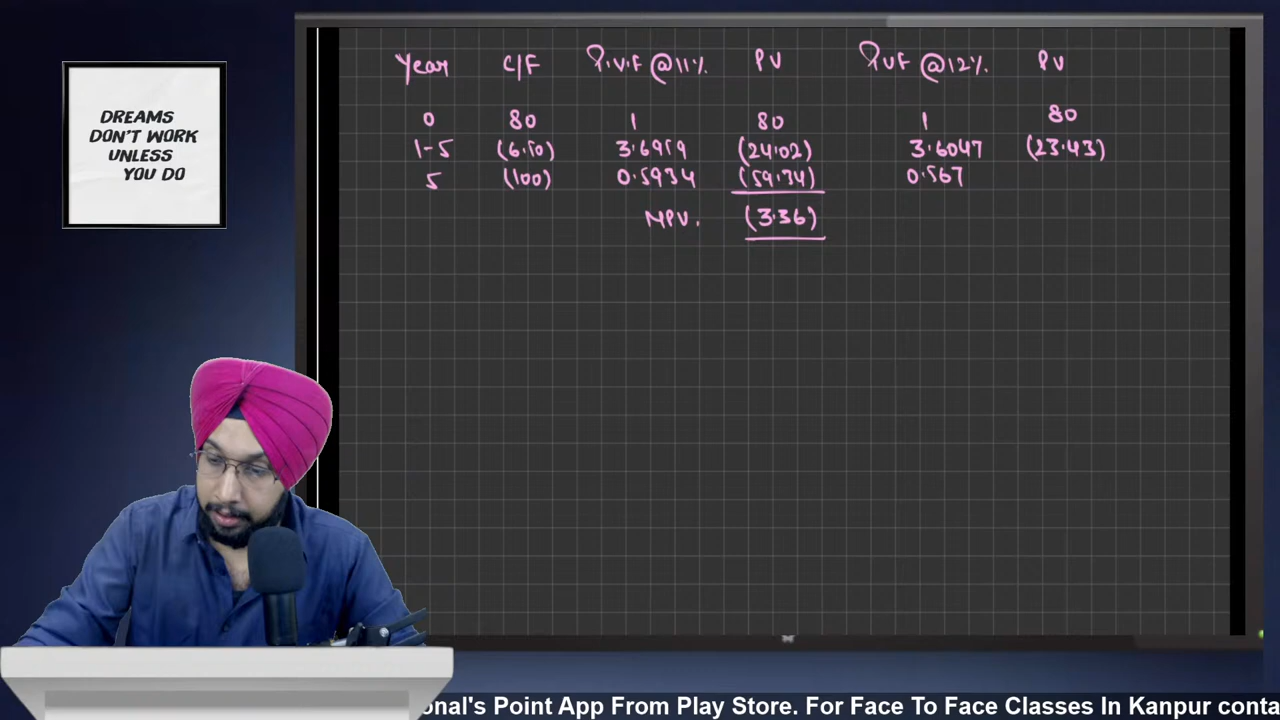 DREAMS
DON'T WORK
UNLESS
YOU DO
Year C/F P.V.F @11% PV PVF @12% PV
0 80 1 80 1 80
1-5 (6.50) 3.6959 (24.02) 3.6047 (23.43)
5 (100) 0.5934 (59.34) 0.567
NPV. (3.36)
onal's Point App From Play Store. For Face To Face Classes In Kanpur conta